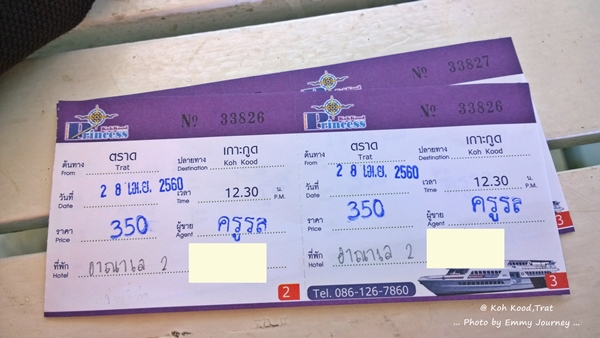 Nº 33827
Koh Kood
Princess
Nº 33826
ต้นทาง From ตราด Trat ปลายทาง Destination เกาะกูด Koh Kood
วันที่ Date 28 เม.ย. 2560 เวลา Time 12.30 น. P.M.
ราคา Price 350 ผู้ขาย Agent ครูรส
ที่พัก Hotel 2
2
Koh Kood
Princess
Nº 33826
ต้นทาง From ตราด Trat ปลายทาง Destination เกาะกูด Koh Kood
วันที่ Date 28 เม.ย. 2560 เวลา Time 12.30 น. P.M.
ราคา Price 350 ผู้ขาย Agent ครูรส
ที่พัก Hotel 2
Tel. 086-126-7860
3
3
@ Koh Kood,Trat
... Photo by Emmy Journey ...